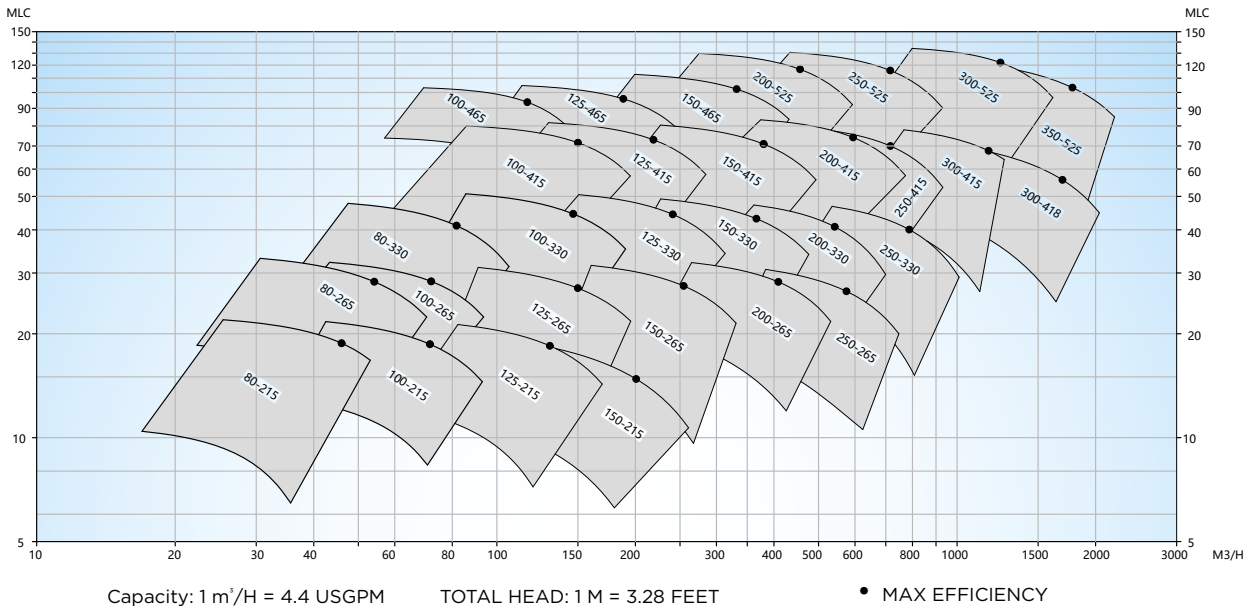 MLC MLC
150 150
120 120
90 90
70 70
60 60
50 50
40 40
30 30
20 20
10 10
5 5
300-525
200-525 250-525
100-465 125-465 150-465
350-525
100-415 125-415 150-415 200-415 250-415 300-415
300-418
80-330 100-330 125-330 150-330 200-330 250-330
80-265 100-265 125-265 150-265 200-265 250-265
80-215 100-215 125-215 150-215
10 20 30 40 60 80 100 150 200 300 400 500 600 800 1000 1500 2000 3000 M3/H
Capacity: 1 m³/H = 4.4 USGPM TOTAL HEAD: 1 M = 3.28 FEET MAX EFFICIENCY